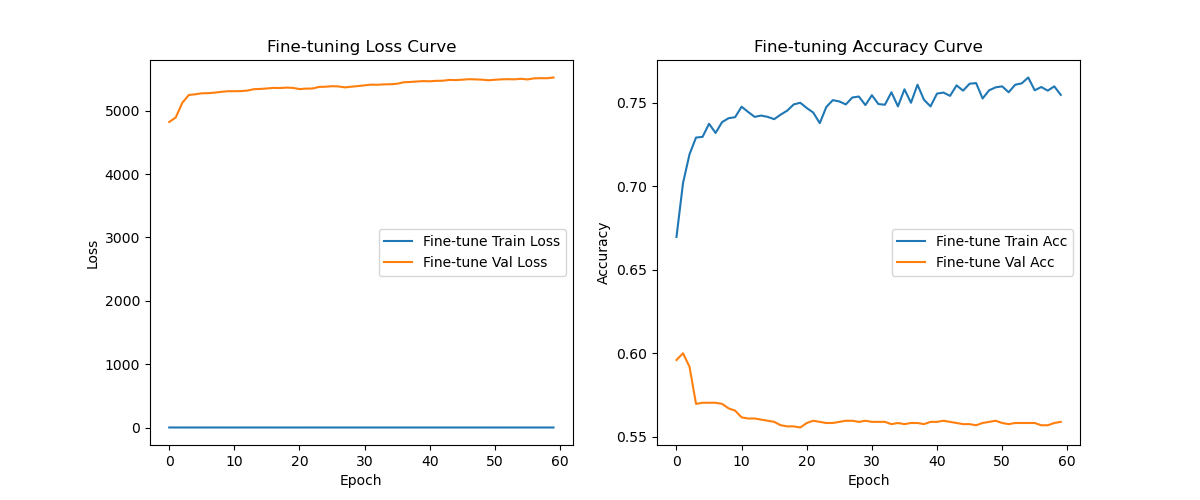 Fine-tuning Loss Curve
Loss
5000
4000
3000
2000
1000
0
Fine-tune Train Loss
Fine-tune Val Loss
0 10 20 30 40 50 60
Epoch
Fine-tuning Accuracy Curve
Accuracy
0.75
0.70
0.65
0.60
0.55
Fine-tune Train Acc
Fine-tune Val Acc
0 10 20 30 40 50 60
Epoch